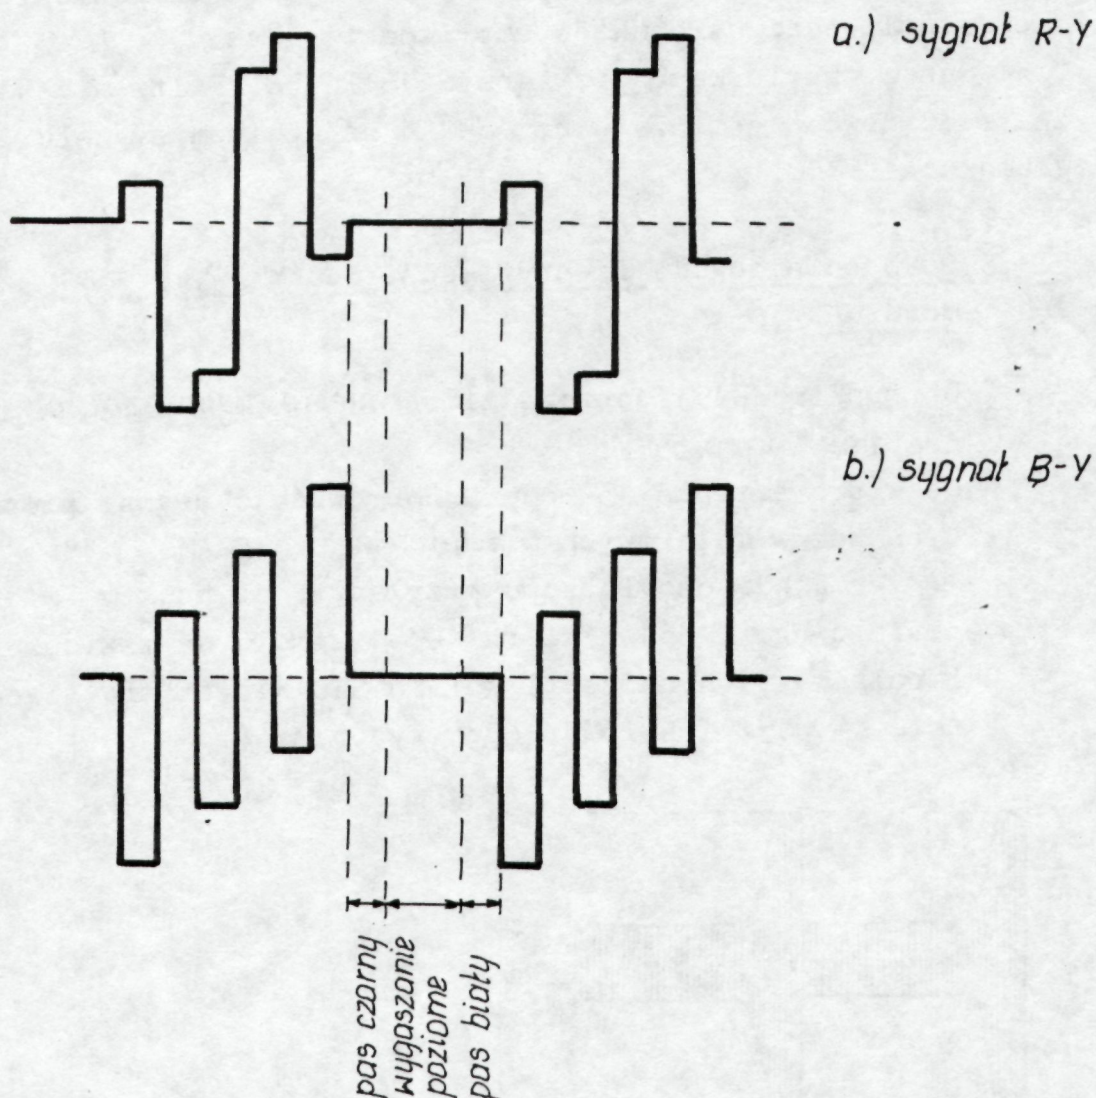 a.) sygnał R-Y
b.) sygnał B-Y
pas czarny
wygaszanie
poziome
pas biały